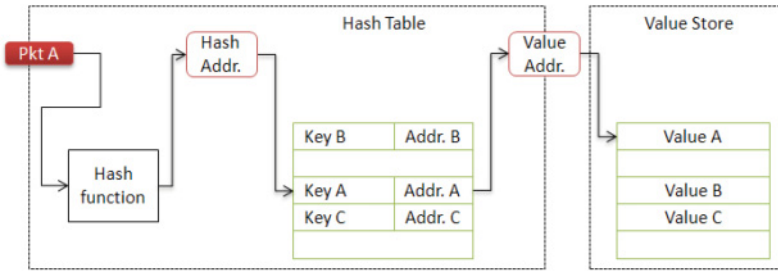 Hash Table
Value Store
Pkt A
Hash
Addr.
Value
Addr.
Hash
function
Key B Addr. B
Key A Addr. A
Key C Addr. C
Value A
Value B
Value C